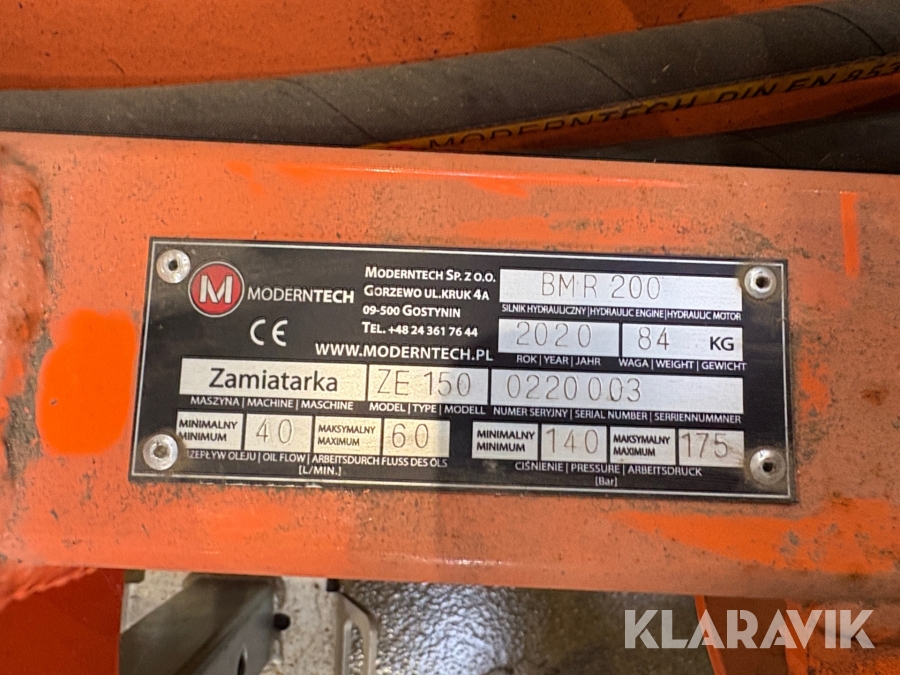 MODERNTECH DIN EN 853
M MODERNTECH
CE
MODERNTECH SP. Z O.O.
GORZEWO UL.KRUK 4A
09-500 GOSTYNIN
TEL. +48 24 361 76 44
WWW.MODERNTECH.PL
BMR 200
SILNIK HYDRAULICZNY | HYDRAULIC ENGINE | HYDRAULIC MOTOR
2020 84 KG
ROK | YEAR | JAHR WAGA | WEIGHT | GEWICHT
Zamiatarka ZE 150 0220003
MASZYNA | MACHINE | MASCHINE MODEL | TYPE | MODELL NUMER SERYJNY | SERIAL NUMBER | SERRIENNUMMNER
MINIMALNY MINIMUM 40 MAKSYMALNY MAXIMUM 60 MINIMALNY MINIMUM 140 MAKSYMALNY MAXIMUM 175
RZEPŁYW OLEJU | OIL FLOW | ARBEITSDURCH FLUSS DES ÖLS CIŚNIENIE | PRESSURE | ARBEITSDRUCK
[L/MIN.] [Bar]
KLARAVIK